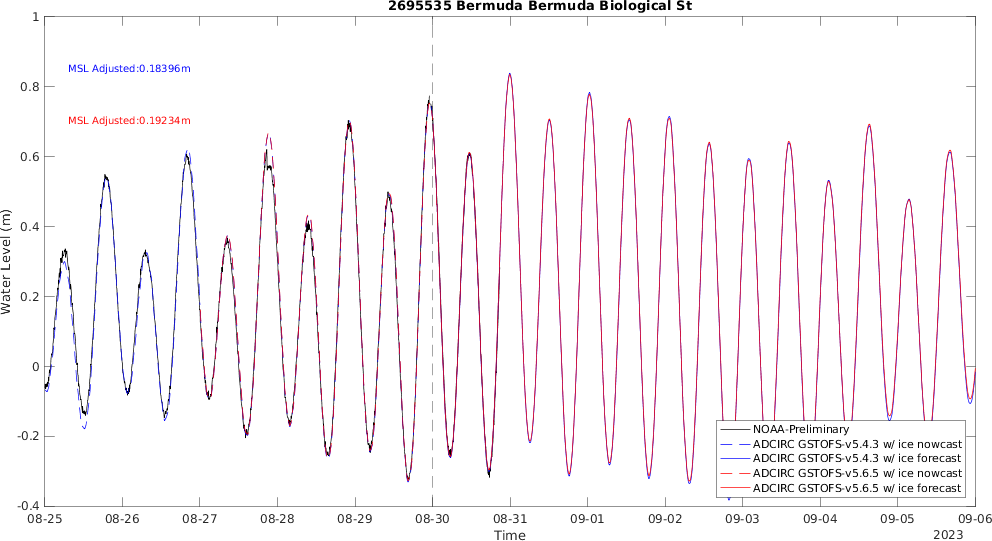 2695535 Bermuda Bermuda Biological St
MSL Adjusted:0.18396m
MSL Adjusted:0.19234m
Water Level (m)
1
0.8
0.6
0.4
0.2
0
-0.2
-0.4
NOAA-Preliminary
ADCIRC GSTOFS-v5.4.3 w/ ice nowcast
ADCIRC GSTOFS-v5.4.3 w/ ice forecast
ADCIRC GSTOFS-v5.6.5 w/ ice nowcast
ADCIRC GSTOFS-v5.6.5 w/ ice forecast
08-25 08-26 08-27 08-28 08-29 08-30 08-31 09-01 09-02 09-03 09-04 09-05 09-06
Time
2023